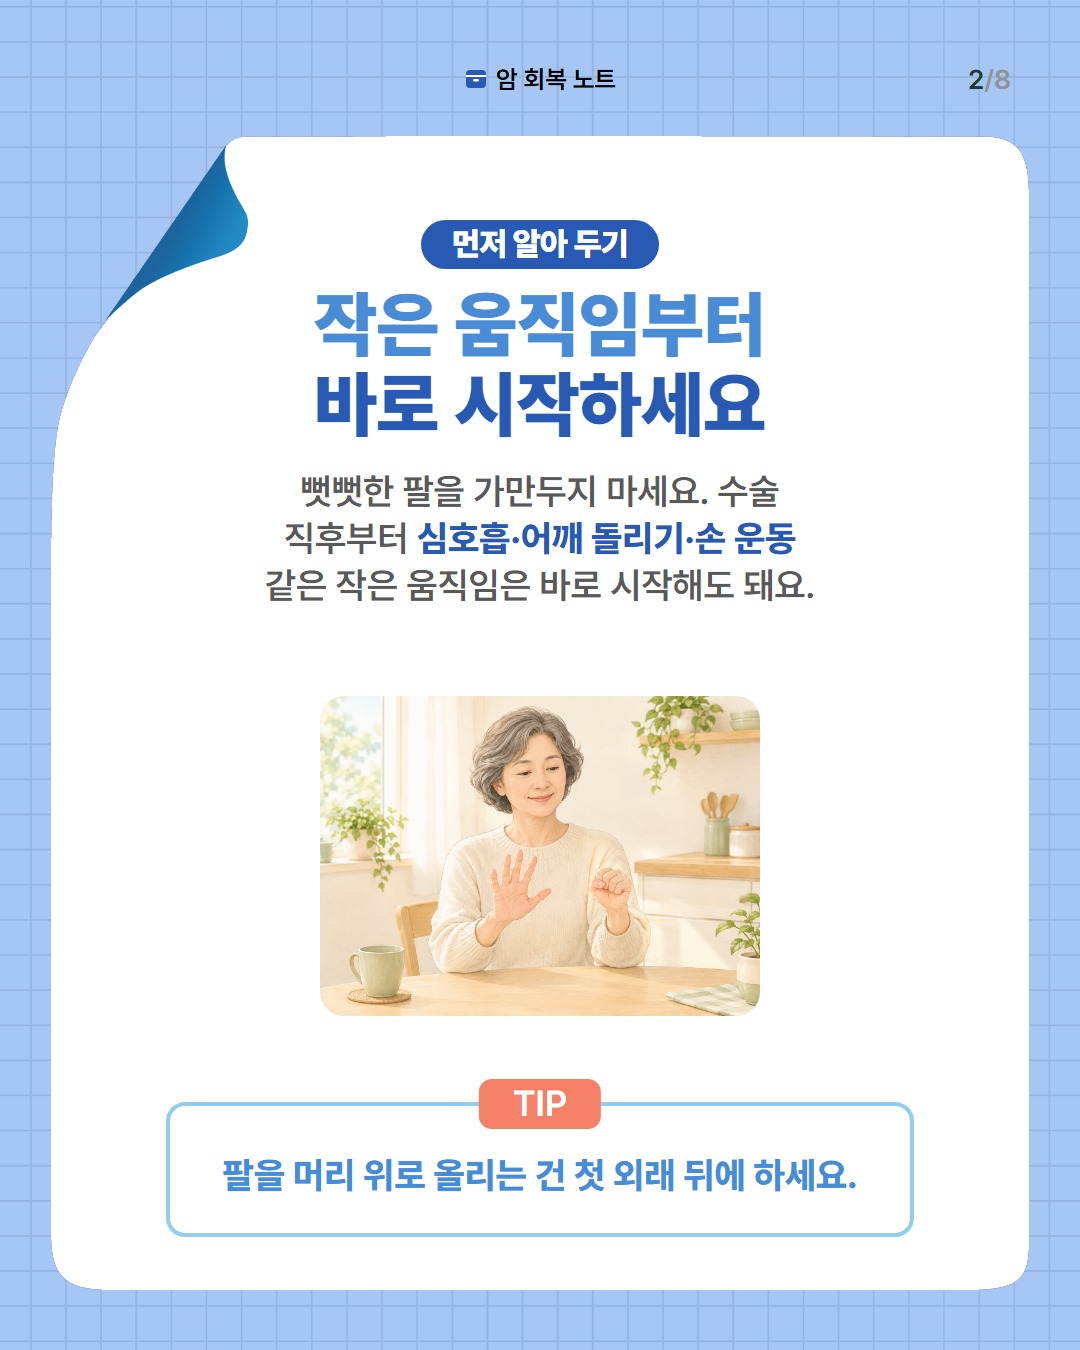 암 회복 노트
2/8
먼저 알아 두기
작은 움직임부터
바로 시작하세요
뻣뻣한 팔을 가만두지 마세요. 수술
직후부터 심호흡·어깨 돌리기·손 운동
같은 작은 움직임은 바로 시작해도 돼요.
TIP
팔을 머리 위로 올리는 건 첫 외래 뒤에 하세요.